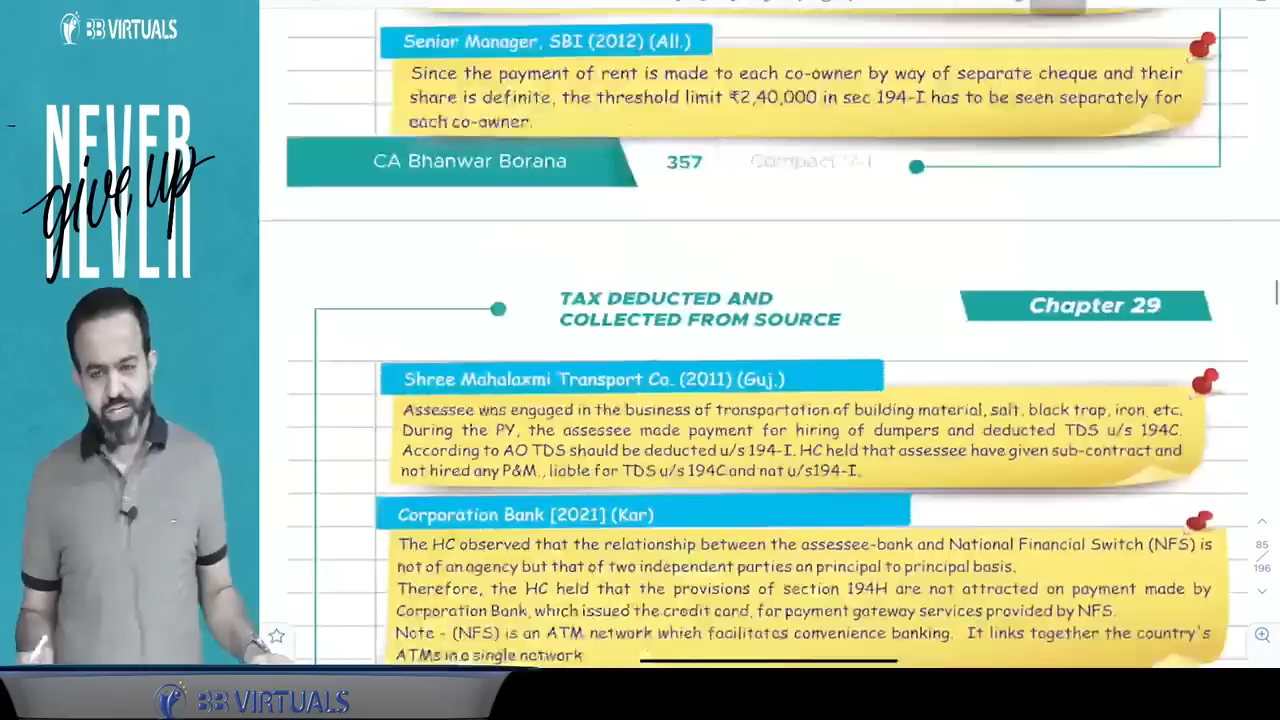 BB VIRTUALS
NEVER
give up
NEVER
Senior Manager, SBI (2012) (All.)
Since the payment of rent is made to each co-owner by way of separate cheque and their
share is definite, the threshold limit ₹2,40,000 in sec 194-I has to be seen separately for
each co-owner.
CA Bhanwar Borana
357
Compact
TAX DEDUCTED AND
COLLECTED FROM SOURCE
Chapter 29
Shree Mahalaxmi Transport Co. (2011) (Guj.)
Assessee was engaged in the business of transportation of building material, salt, black trap, iron, etc.
During the PY, the assessee made payment for hiring of dumpers and deducted TDS u/s 194C.
According to AO TDS should be deducted u/s 194-I. HC held that assessee have given sub-contract and
not hired any P&M., liable for TDS u/s 194C and not u/s194-I.
Corporation Bank [2021] (Kar)
The HC observed that the relationship between the assessee-bank and National Financial Switch (NFS) is
not of an agency but that of two independent parties on principal to principal basis.
Therefore, the HC held that the provisions of section 194H are not attracted on payment made by
Corporation Bank, which issued the credit card, for payment gateway services provided by NFS.
Note - (NFS) is an ATM network which facilitates convenience banking. It links together the country's
ATMs in a single network
85
196
BB VIRTUALS